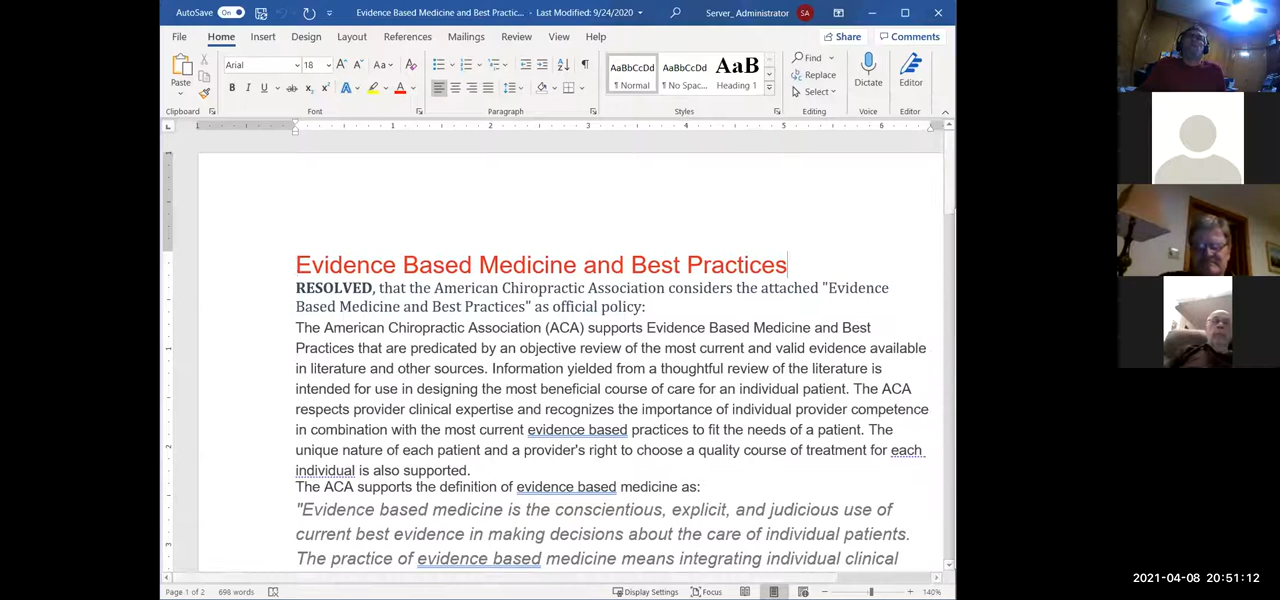 AutoSave On Evidence Based Medicine and Best Practic... - Last Modified: 9/24/2020 Server_Administrator SA
File Home Insert Design Layout References Mailings Review View Help Share Comments
Paste
Arial 18 A A Aa A
B I U ab x₂ x² A A
Clipboard Font Paragraph
AaBbCcDd AaBbCcDd AaB
¶ Normal ¶ No Spac... Heading 1
Styles
Find
Replace
Select
Editing
Dictate
Voice
Editor
Editor
1 1 2 3 4 5 6
Evidence Based Medicine and Best Practices
RESOLVED, that the American Chiropractic Association considers the attached "Evidence
Based Medicine and Best Practices" as official policy:
The American Chiropractic Association (ACA) supports Evidence Based Medicine and Best
Practices that are predicated by an objective review of the most current and valid evidence available
in literature and other sources. Information yielded from a thoughtful review of the literature is
intended for use in designing the most beneficial course of care for an individual patient. The ACA
respects provider clinical expertise and recognizes the importance of individual provider competence
in combination with the most current evidence based practices to fit the needs of a patient. The
unique nature of each patient and a provider's right to choose a quality course of treatment for each
individual is also supported.
The ACA supports the definition of evidence based medicine as:
"Evidence based medicine is the conscientious, explicit, and judicious use of
current best evidence in making decisions about the care of individual patients.
The practice of evidence based medicine means integrating individual clinical
Page 1 of 2 698 words Display Settings Focus 140%
2021-04-08 20:51:12